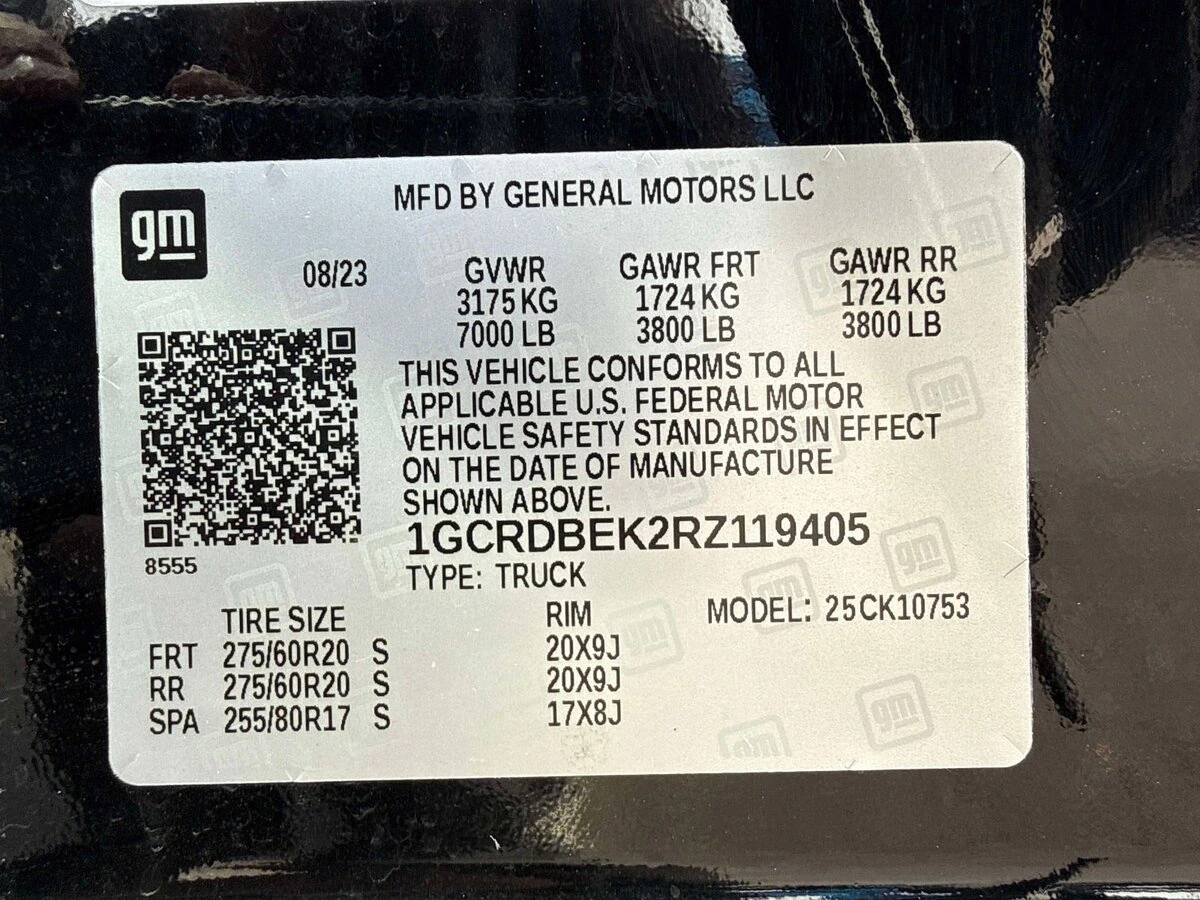 gm
MFD BY GENERAL MOTORS LLC
08/23 GVWR GAWR FRT GAWR RR
3175 KG 1724 KG 1724 KG
7000 LB 3800 LB 3800 LB
THIS VEHICLE CONFORMS TO ALL
APPLICABLE U.S. FEDERAL MOTOR
VEHICLE SAFETY STANDARDS IN EFFECT
ON THE DATE OF MANUFACTURE
SHOWN ABOVE.
1GCRDBEK2RZ119405
8555
TYPE: TRUCK
TIRE SIZE RIM MODEL: 25CK10753
FRT 275/60R20 S 20X9J
RR 275/60R20 S 20X9J
SPA 255/80R17 S 17X8J